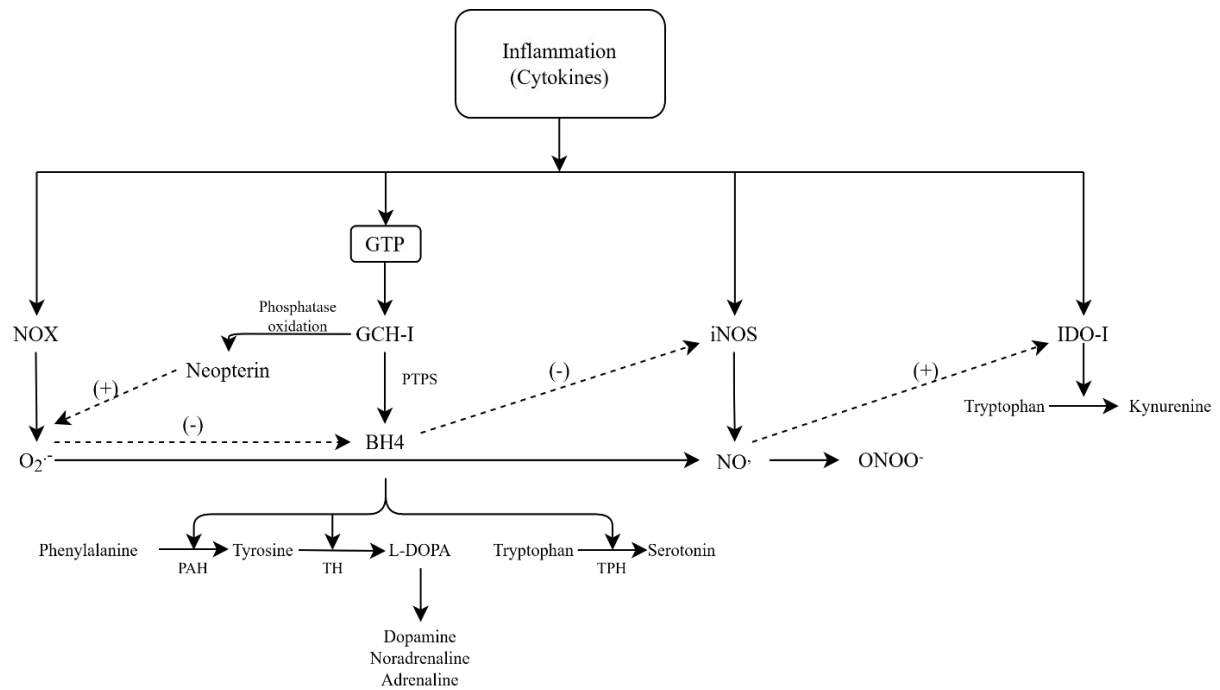 Inflammation
(Cytokines)
GTP
Phosphatase
oxidation
NOX
GCH-I
iNOS
IDO-I
Neopterin
PTPS
(+)
(-)
(-)
(+)
Tryptophan
Kynurenine
BH4
O₂·⁻
NO·
ONOO⁻
Phenylalanine
Tyrosine
L-DOPA
Tryptophan
Serotonin
PAH
TH
TPH
Dopamine
Noradrenaline
Adrenaline